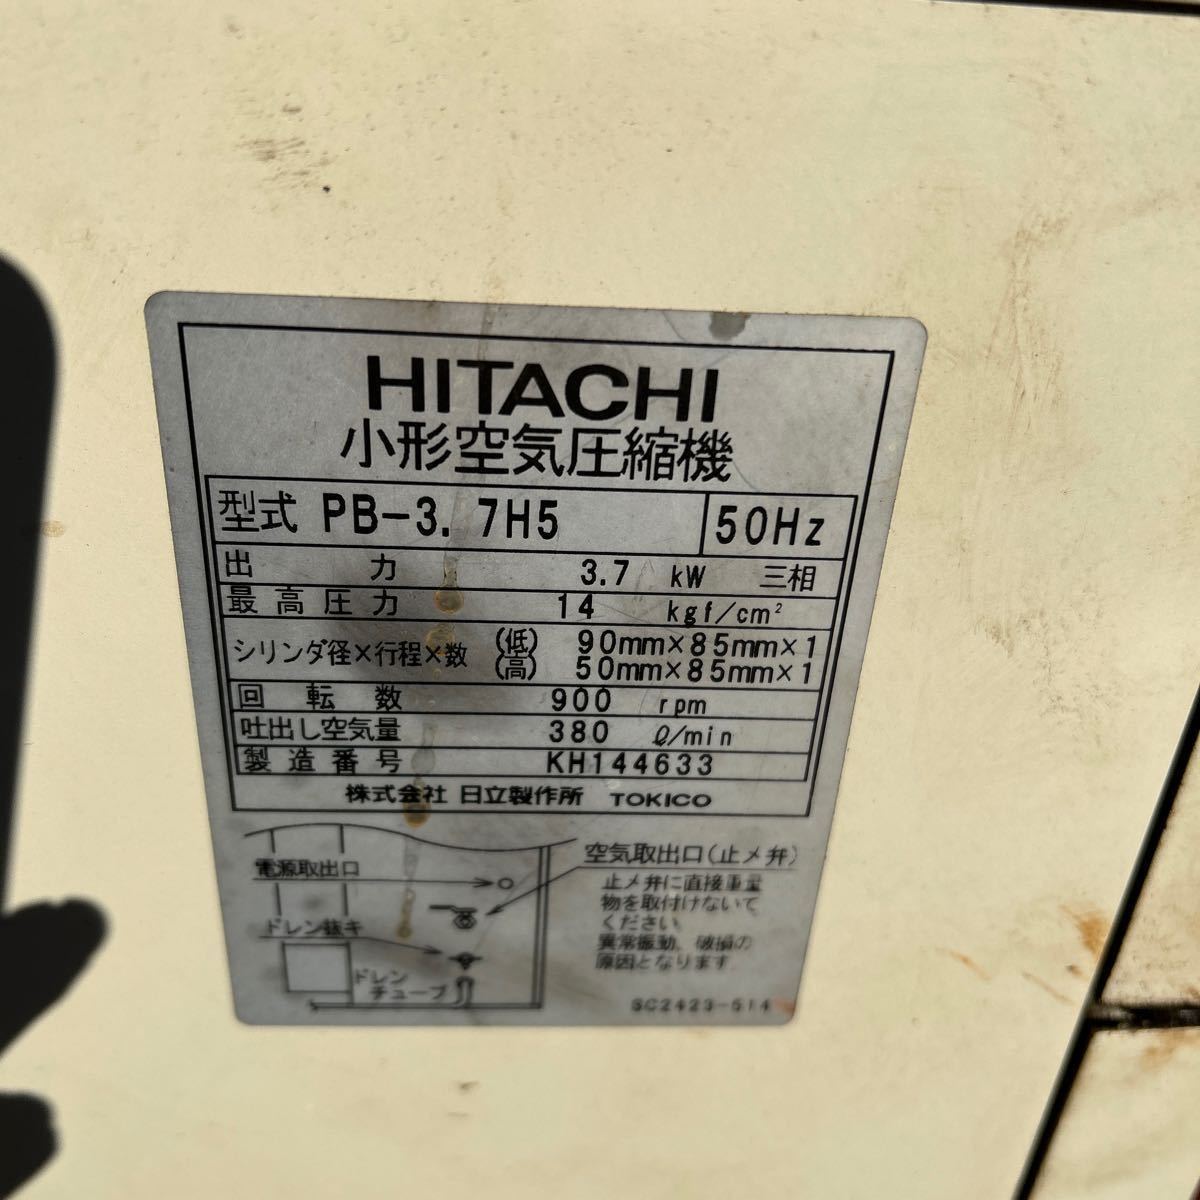 HITACHI
小形空気圧縮機
型式 PB-3.7H5 50Hz
出力 3.7 kW 三相
最高圧力 14 kgf/cm²
シリンダ径×行程×数 (低) 90mm×85mm×1
(高) 50mm×85mm×1
回転数 900 rpm
吐出し空気量 380 ℓ/min
製造番号 KH144633
株式会社 日立製作所 TOKICO
空気取出口(止メ弁)
電源取出口
止メ弁に直接重量
物を取付けないで
ください
異常振動、破損の
原因となります
ドレン抜キ
ドレン
チューブ
SC2423-514